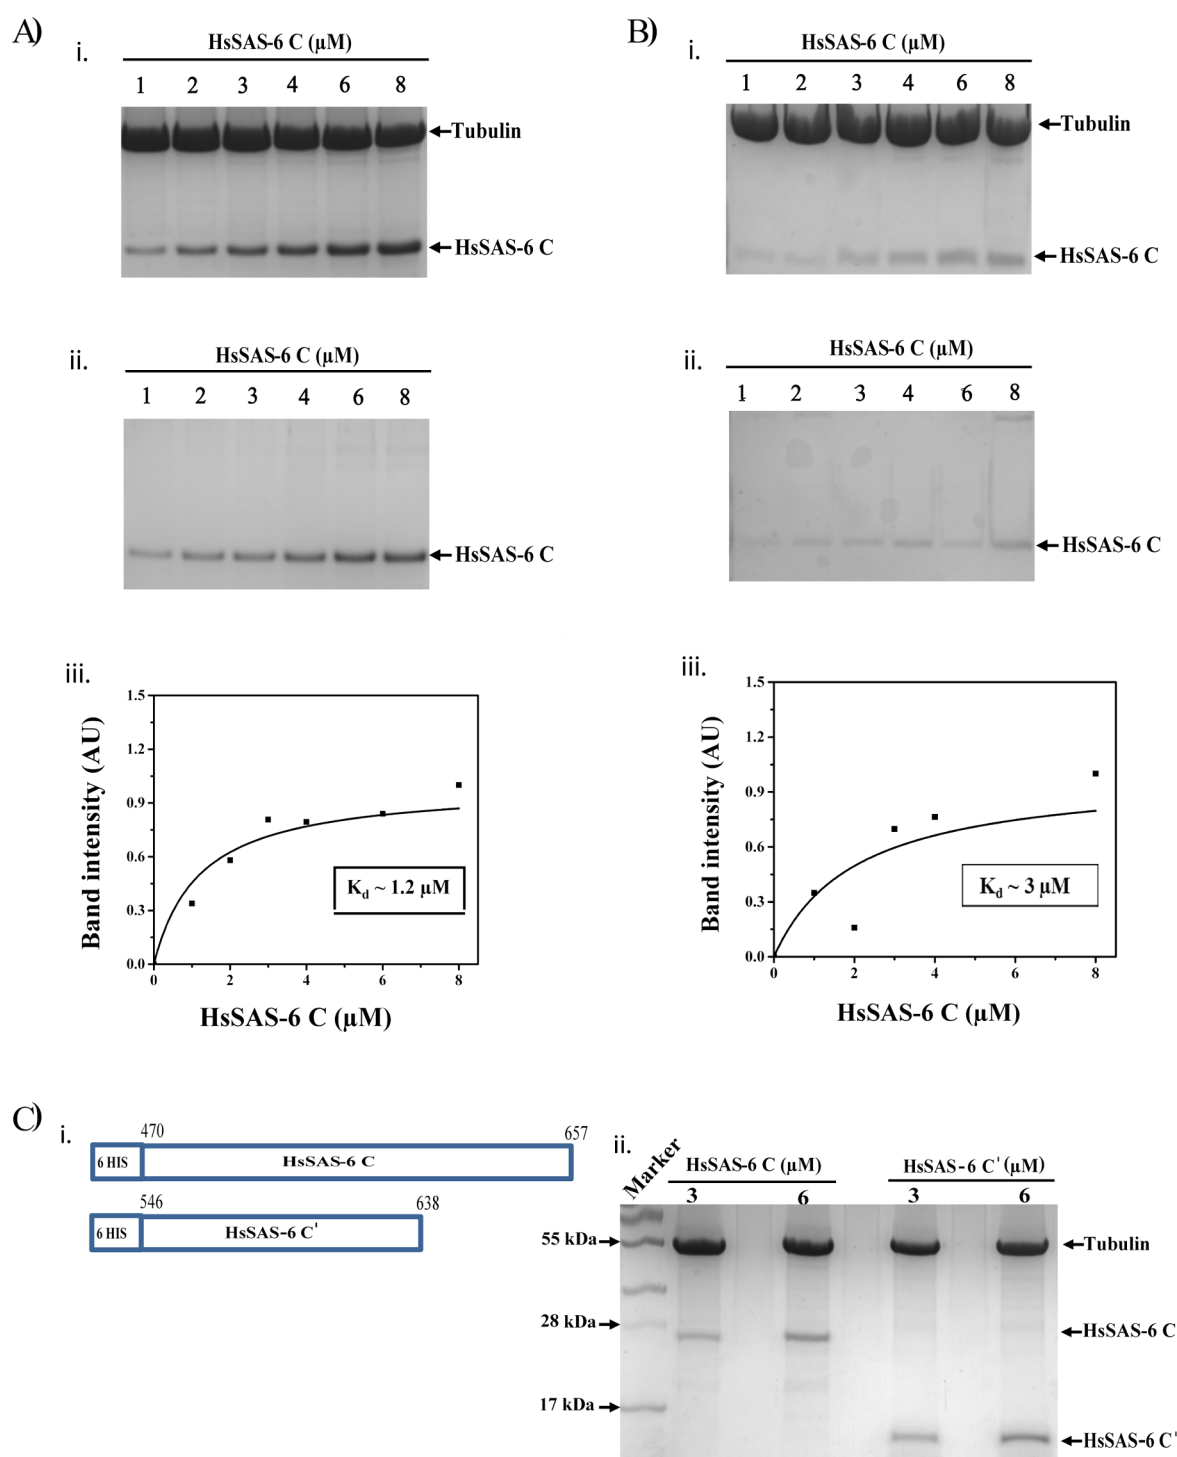 A)
i.
HsSAS-6 C (µM)
1 2 3 4 6 8
Tubulin
HsSAS-6 C
ii.
HsSAS-6 C (µM)
1 2 3 4 6 8
HsSAS-6 C
iii.
Band intensity (AU)
1.5
1.2
0.9
0.6
0.3
0.0
Kd ~ 1.2 µM
0 2 4 6 8
HsSAS-6 C (µM)
B)
i.
HsSAS-6 C (µM)
1 2 3 4 6 8
Tubulin
HsSAS-6 C
ii.
HsSAS-6 C (µM)
1 2 3 4 6 8
HsSAS-6 C
iii.
Band intensity (AU)
1.5
1.2
0.9
0.6
0.3
0.0
Kd ~ 3 µM
0 2 4 6 8
HsSAS-6 C (µM)
C)
i.
470 657
6 HIS HsSAS-6 C
546 638
6 HIS HsSAS-6 C'
ii.
Marker
HsSAS-6 C (µM) HsSAS-6 C' (µM)
3 6 3 6
55 kDa
Tubulin
28 kDa
HsSAS-6 C
17 kDa
HsSAS-6 C'